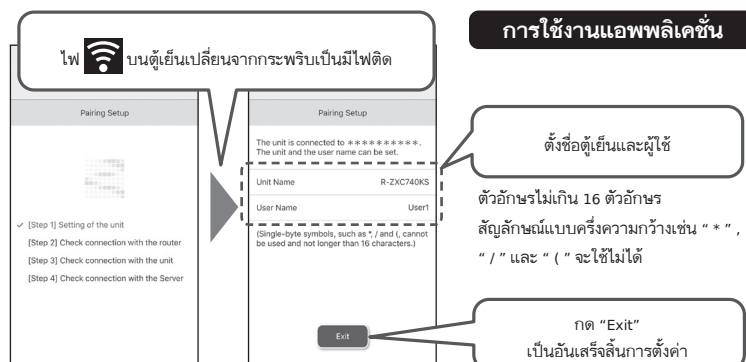 การใช้งานแอพพลิเคชั่น
ไฟ บนตู้เย็นเปลี่ยนจากกระพริบเป็นมีไฟติด
Pairing Setup
✓ [Step 1] Setting of the unit
[Step 2] Check connection with the router
[Step 3] Check connection with the unit
[Step 4] Check connection with the Server
Pairing Setup
The unit is connected to **********.
The unit and the user name can be set.
Unit Name R-ZXC740KS
User Name User1
(Single-byte symbols, such as *, / and (, cannot
be used and not longer than 16 characters.)
Exit
ตั้งชื่อตู้เย็นและผู้ใช้
ตัวอักษรไม่เกิน 16 ตัวอักษร
สัญลักษณ์แบบครึ่งความกว้างเช่น “ * ” ,
“ / ” และ “ ( ” จะใช้ไม่ได้
กด “Exit”
เป็นอันเสร็จสิ้นการตั้งค่า